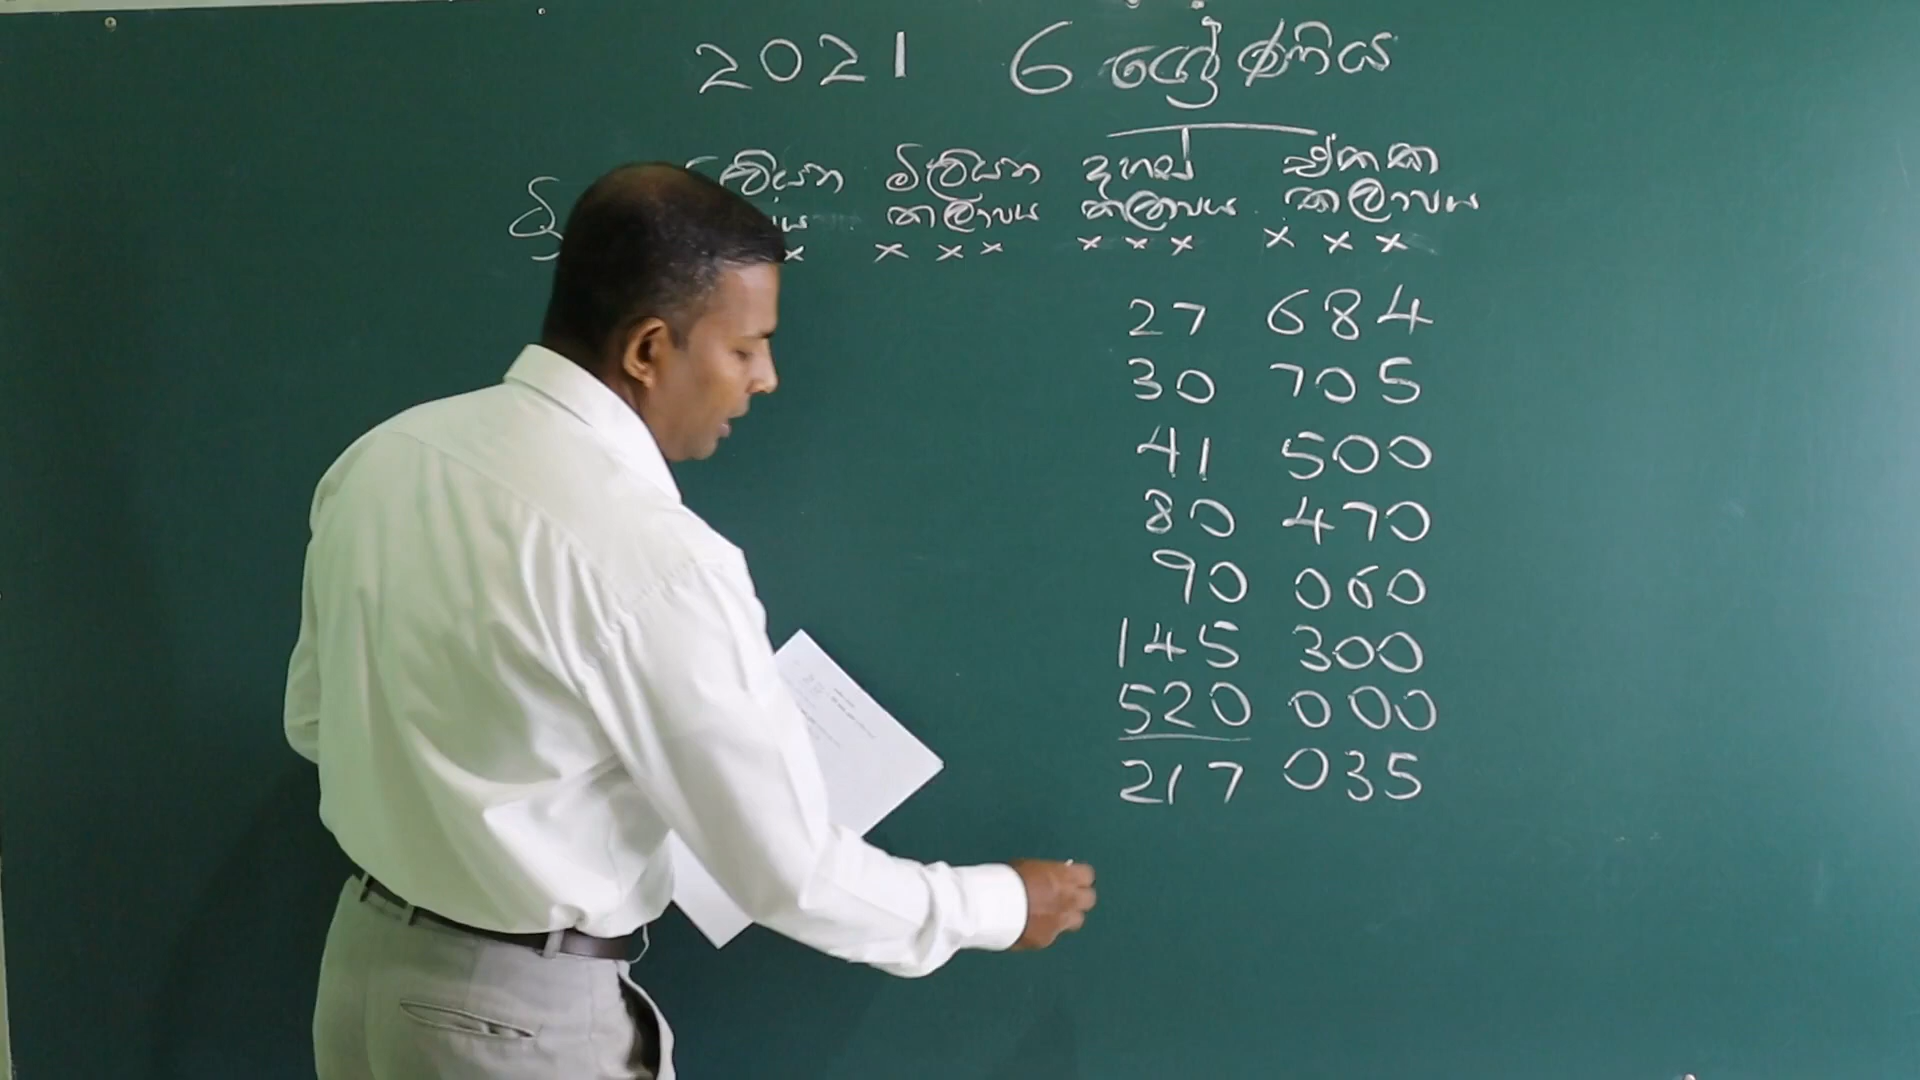 2021 6 ශ්‍රේණිය
මිලියන දහස් ඒකක
කලාපය කලාපය කලාපය
x x x x x x x x x x
27 684
30 705
41 500
80 470
90 060
145 300
520 000
217 035